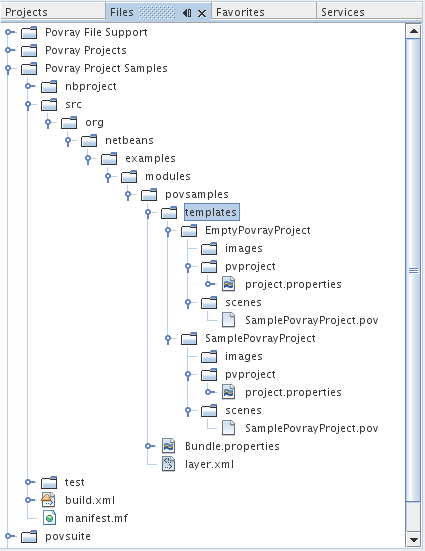 Projects Files Favorites Services
Povray File Support
Povray Projects
Povray Project Samples
nbproject
src
org
netbeans
examples
modules
povsamples
templates
EmptyPovrayProject
images
pvproject
project.properties
scenes
SamplePovrayProject.pov
SamplePovrayProject
images
pvproject
project.properties
scenes
SamplePovrayProject.pov
Bundle.properties
layer.xml
test
build.xml
manifest.mf
povsuite